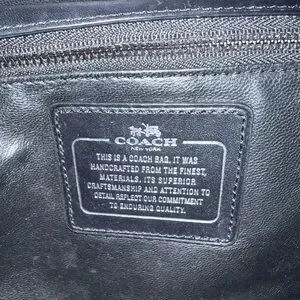 COACH
NEW YORK
THIS IS A COACH BAG. IT WAS
HANDCRAFTED FROM THE FINEST,
MATERIALS. ITS SUPERIOR
CRAFTSMANSHIP AND ATTENTION TO
DETAIL REFLECT OUR COMMITMENT
TO ENDURING QUALITY.